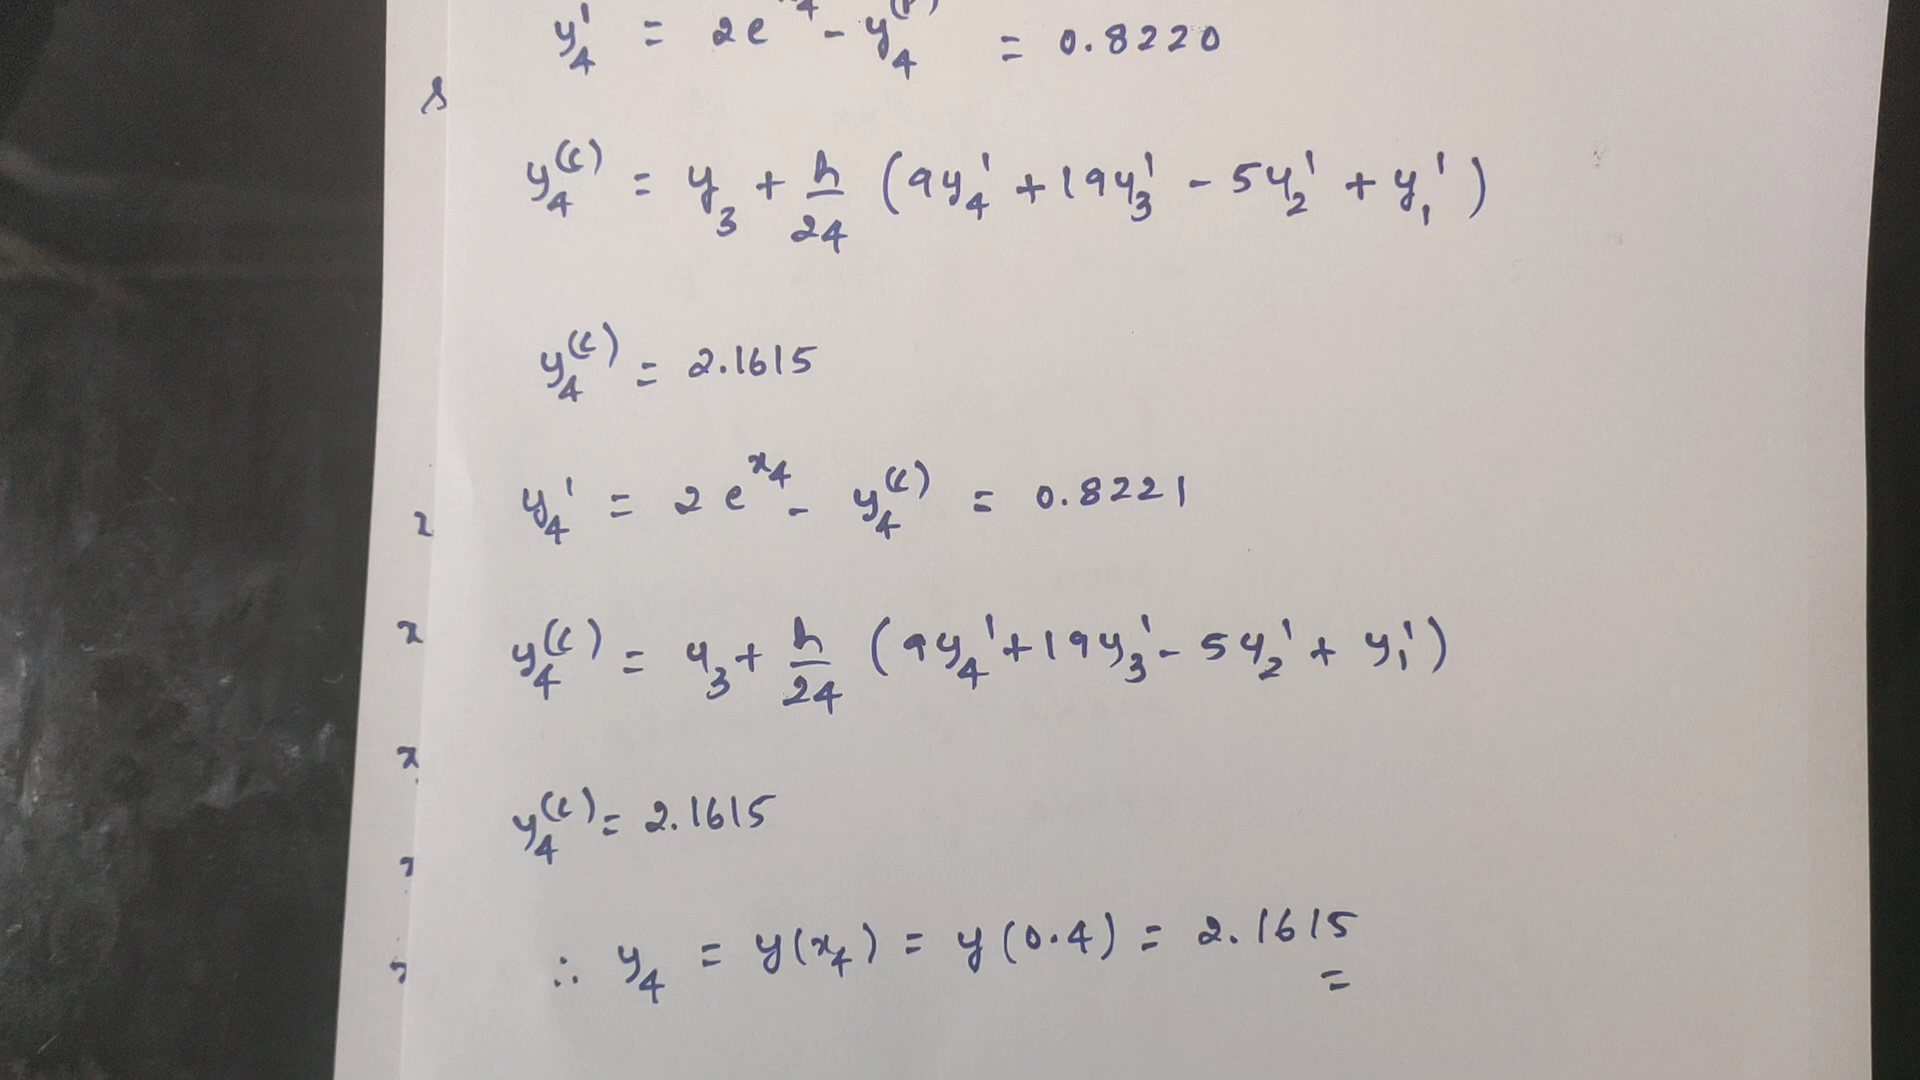 y₄' = 2e^x₄ - y₄^(p) = 0.8220
s
y₄^(c) = y₃ + h/24 (9y₄' + 19y₃' - 5y₂' + y₁')
y₄^(c) = 2.1615
y₄' = 2e^x₄ - y₄^(c) = 0.8221
y₄^(c) = y₃ + h/24 (9y₄' + 19y₃' - 5y₂' + y₁')
y₄^(c) = 2.1615
∴ y₄ = y(x₄) = y(0.4) = 2.1615